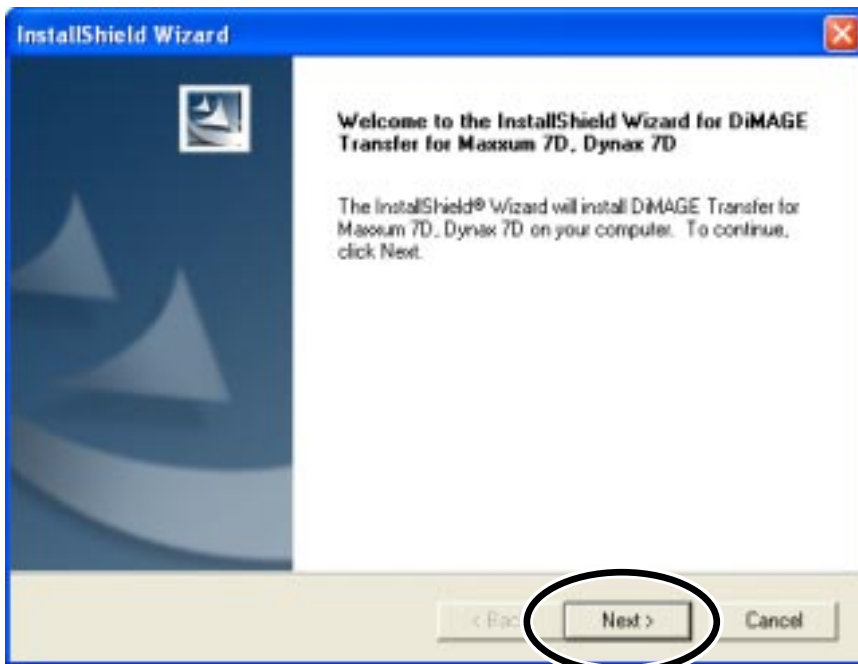 InstallShield Wizard
Welcome to the InstallShield Wizard for DiMAGE
Transfer for Maxxum 7D, Dynax 7D
The InstallShield® Wizard will install DiMAGE Transfer for
Maxxum 7D, Dynax 7D on your computer. To continue,
click Next.
< Bac
Next >
Cancel